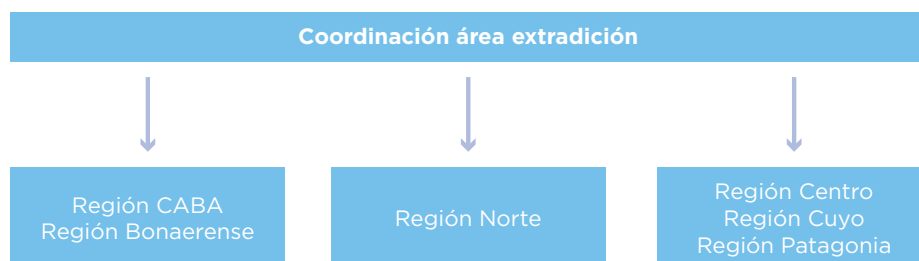 Coordinación área extradición
Región CABA
Región Bonaerense
Región Norte
Región Centro
Región Cuyo
Región Patagonia